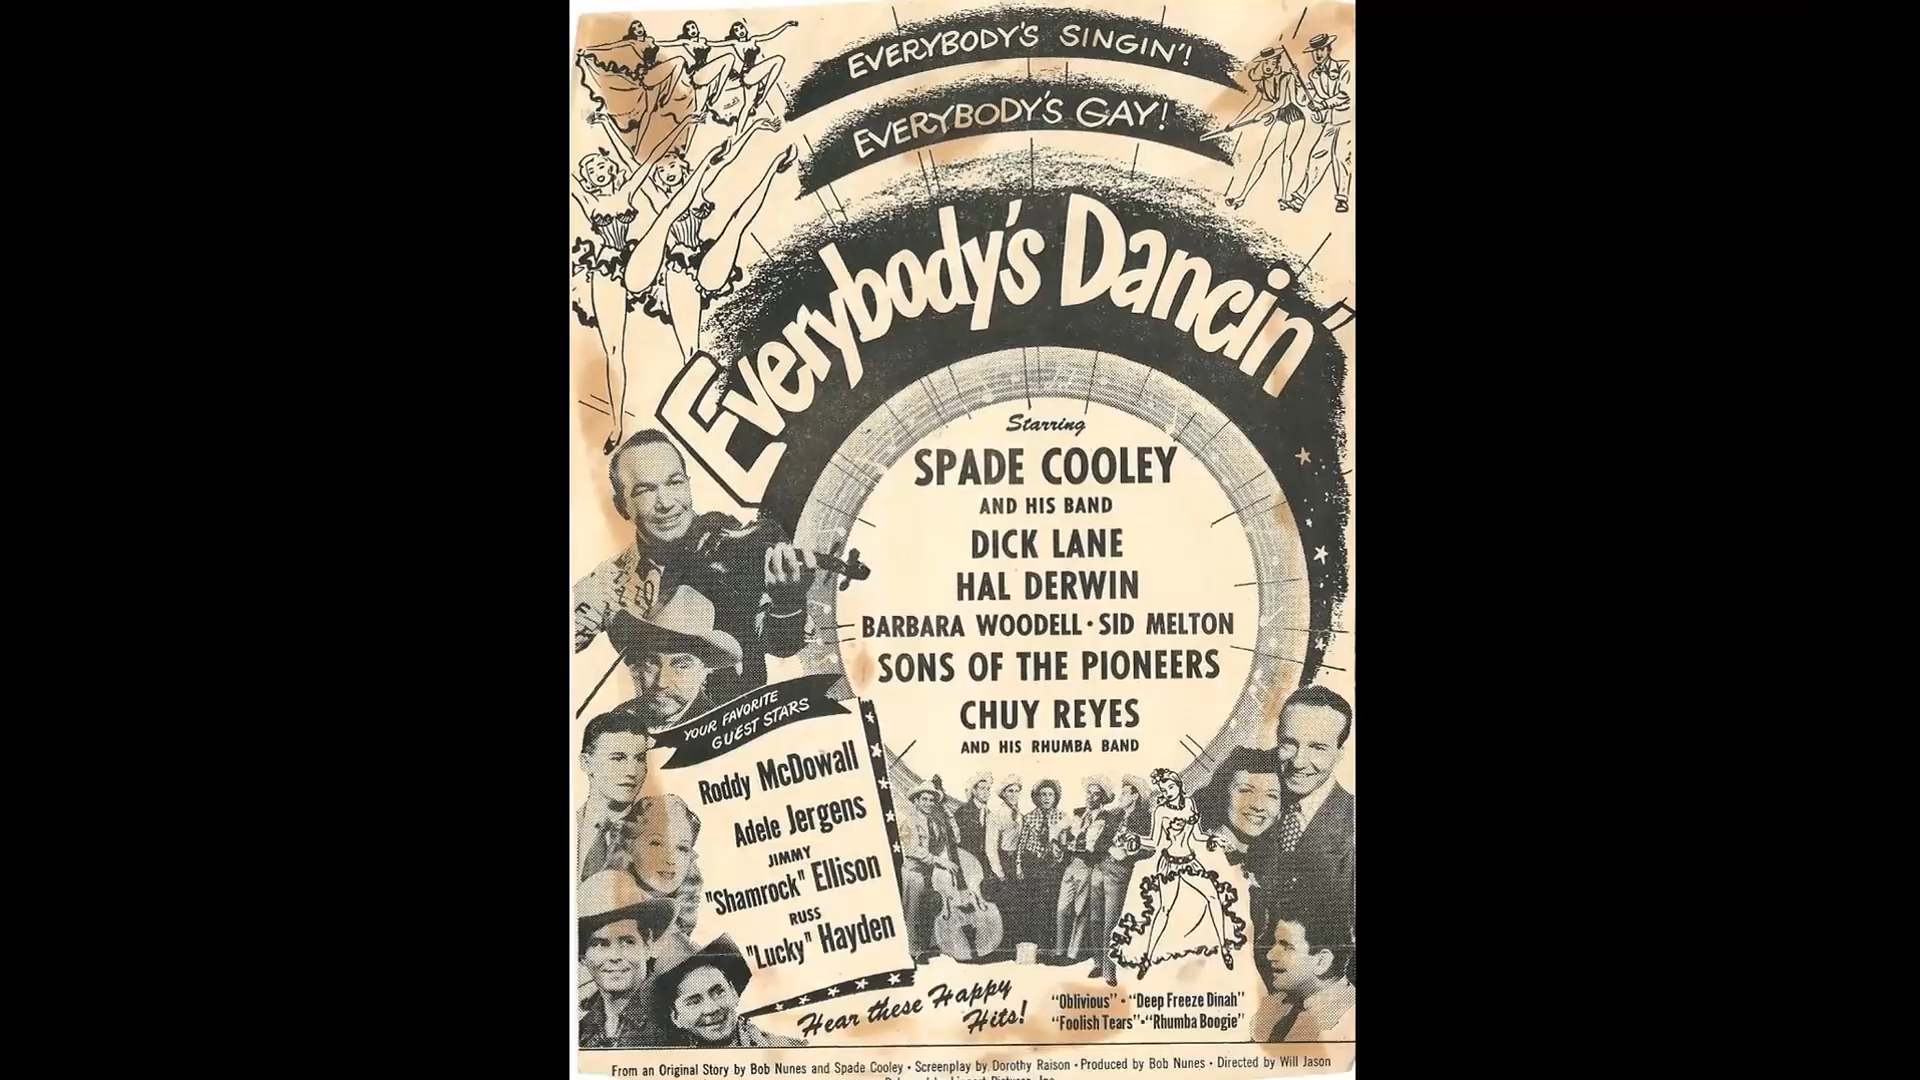 EVERYBODY'S SINGIN'!
EVERYBODY'S GAY!
Everybody's Dancin'
Starring
SPADE COOLEY
AND HIS BAND
DICK LANE
HAL DERWIN
BARBARA WOODELL · SID MELTON
SONS OF THE PIONEERS
CHUY REYES
AND HIS RHUMBA BAND
YOUR FAVORITE
GUEST STARS
Roddy McDowall
Adele Jergens
JIMMY
"Shamrock" Ellison
RUSS
"Lucky" Hayden
Hear these Happy
Hits!
"Oblivious" · "Deep Freeze Dinah"
"Foolish Tears" · "Rhumba Boogie"
From an Original Story by Bob Nunes and Spade Cooley · Screenplay by Dorothy Raison · Produced by Bob Nunes · Directed by Will Jason